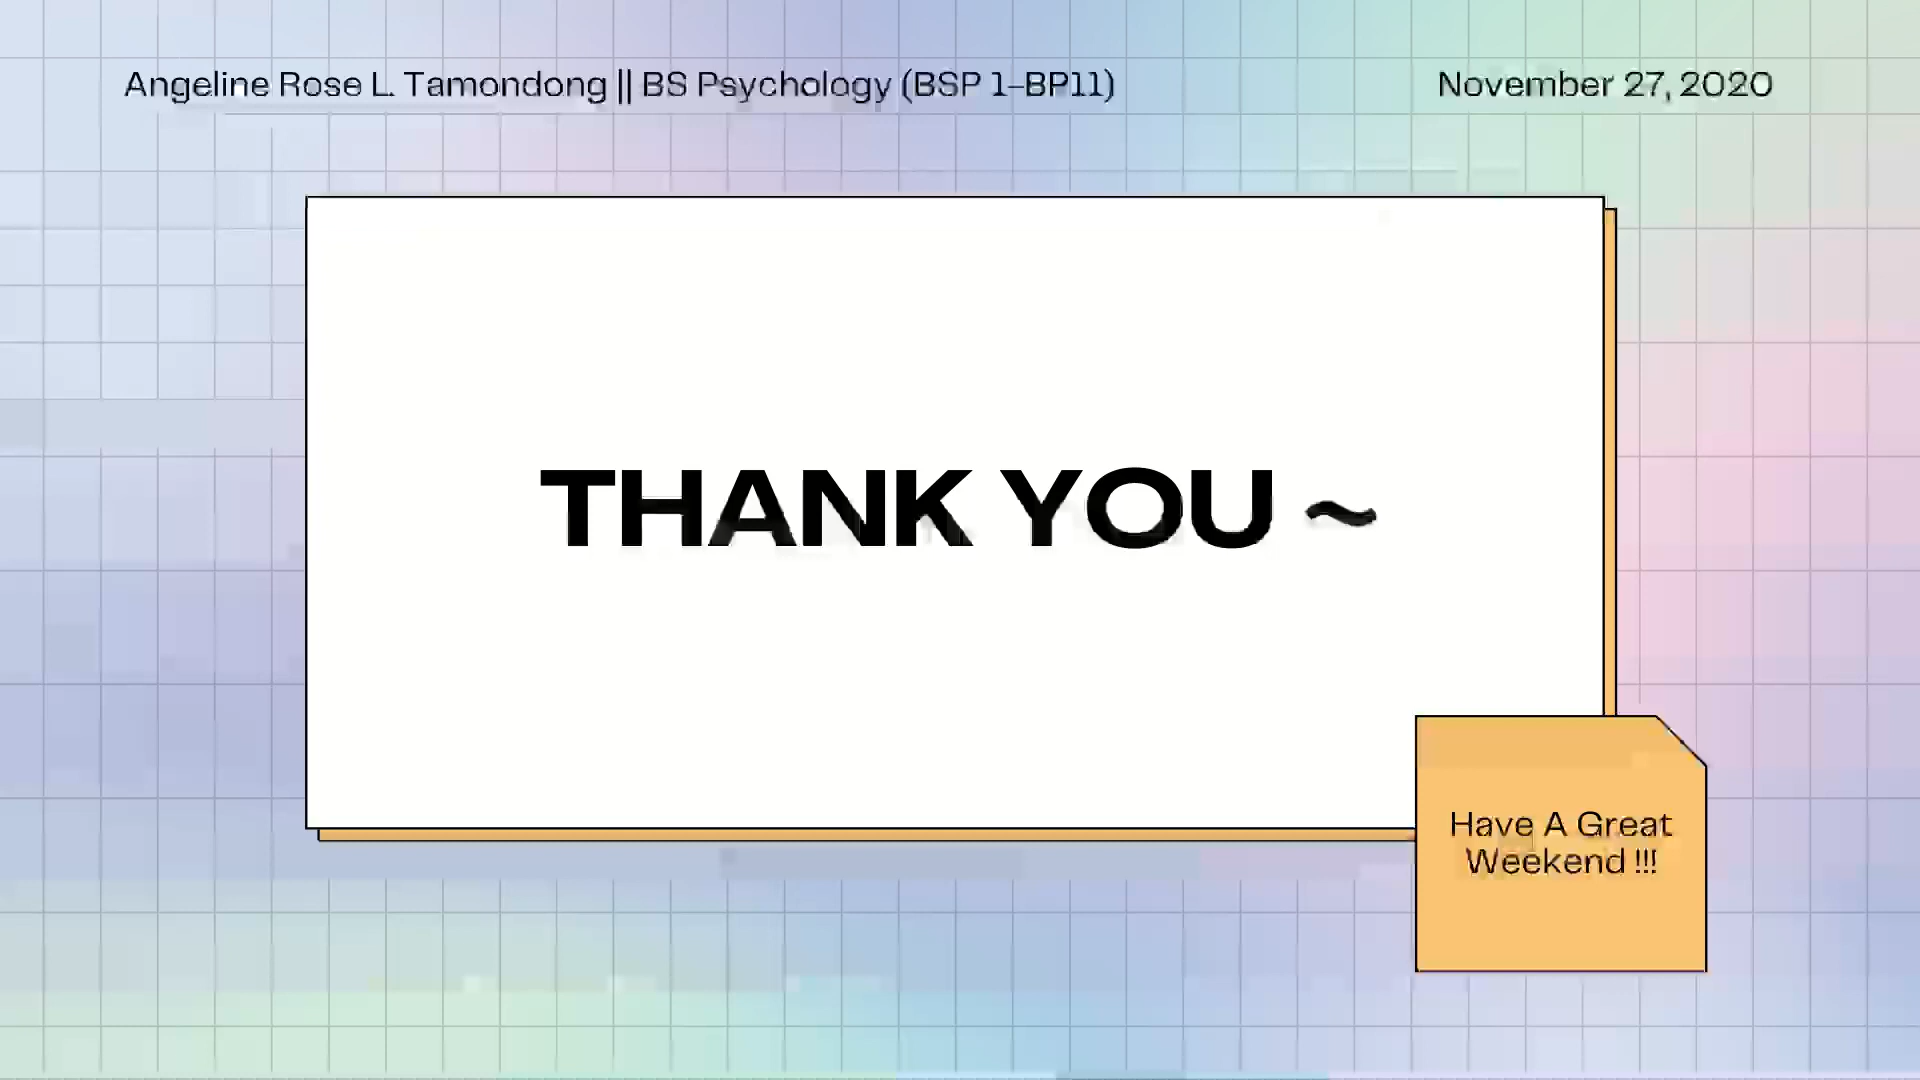 Angeline Rose L. Tamondong || BS Psychology (BSP 1-BP11)
November 27, 2020
THANK YOU ~
Have A Great
Weekend !!!